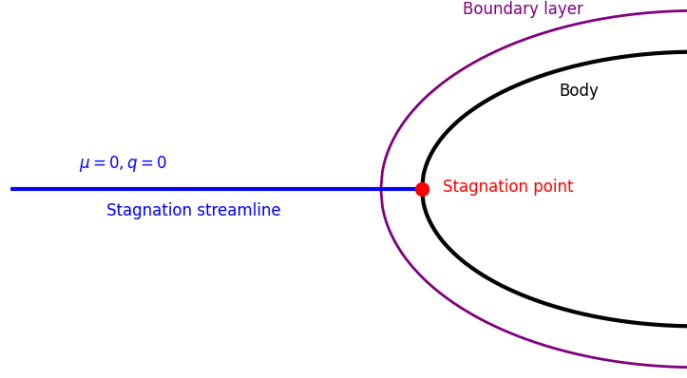 Boundary layer
Body
μ = 0, q = 0
Stagnation point
Stagnation streamline